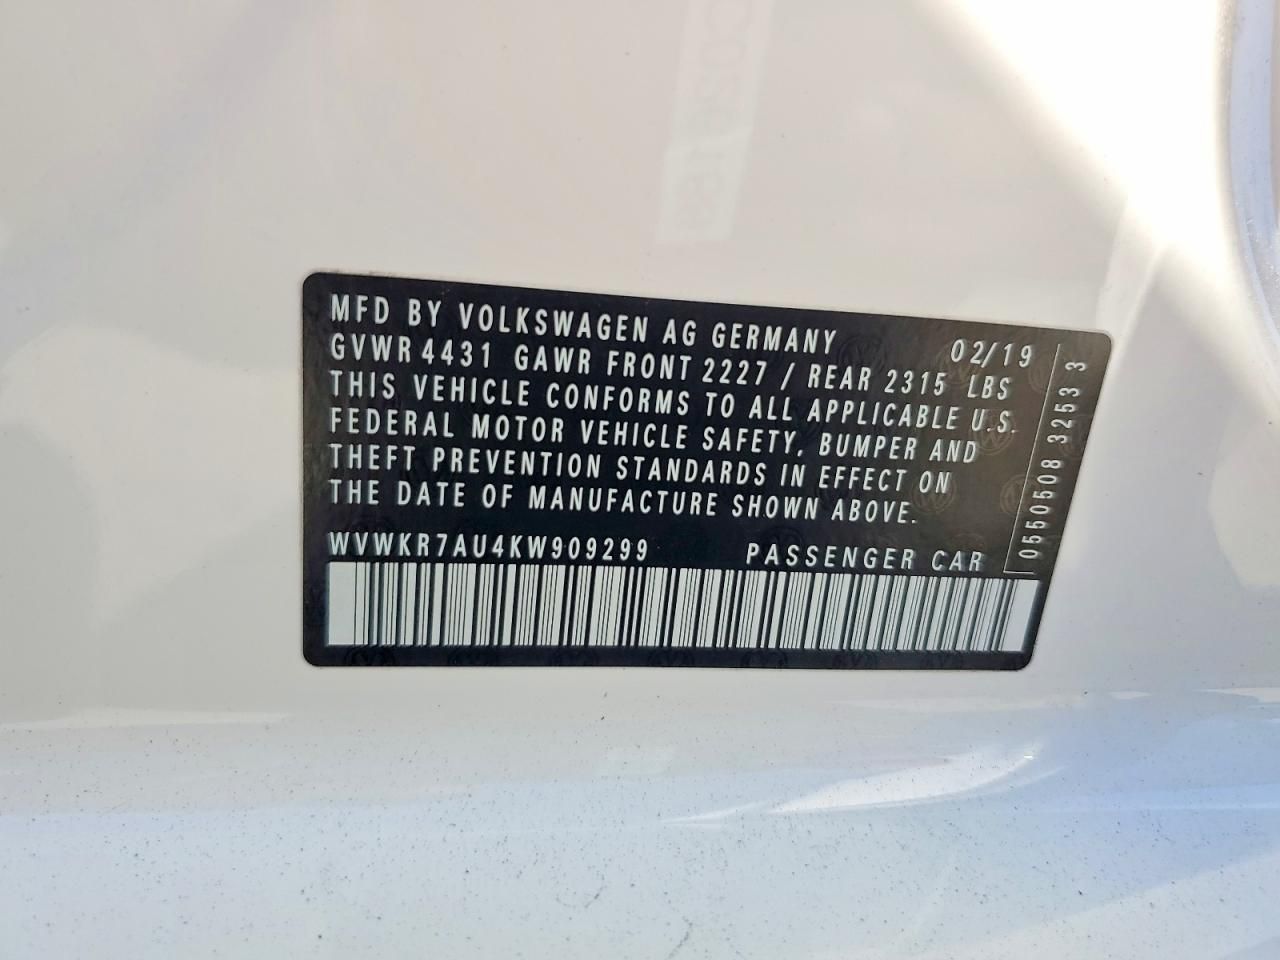 MFD BY VOLKSWAGEN AG GERMANY 02/19
GVWR 4431 GAWR FRONT 2227 / REAR 2315 LBS
THIS VEHICLE CONFORMS TO ALL APPLICABLE U.S.
FEDERAL MOTOR VEHICLE SAFETY, BUMPER AND
THEFT PREVENTION STANDARDS IN EFFECT ON
THE DATE OF MANUFACTURE SHOWN ABOVE.
WVWKR7AU4KW909299 PASSENGER CAR
0550508 3253 3